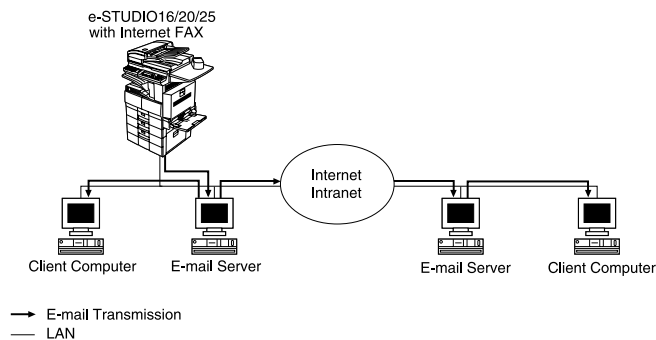 e-STUDIO16/20/25
with Internet FAX
Internet
Intranet
Client Computer
E-mail Server
E-mail Server
Client Computer
E-mail Transmission
LAN